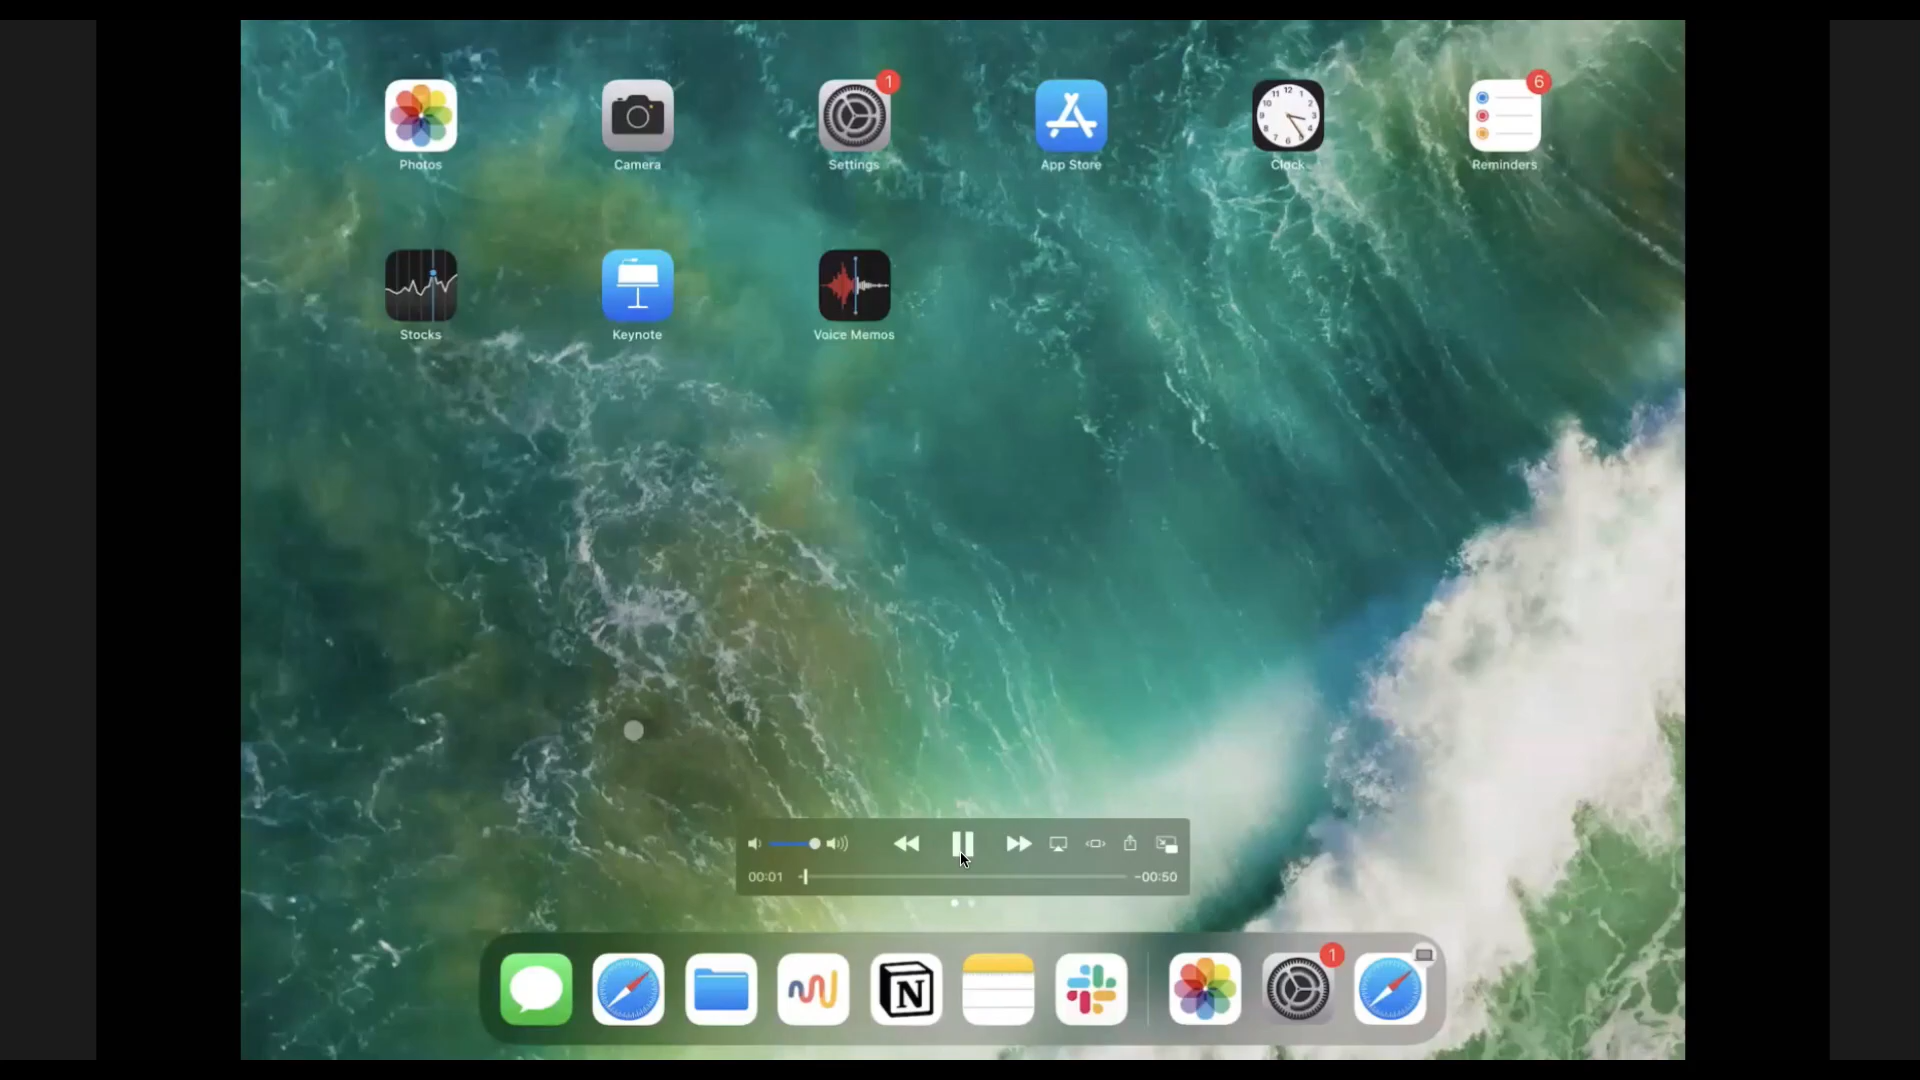 1
6
Photos
Camera
Settings
App Store
Clock
Reminders
Stocks
Keynote
Voice Memos
00:01
-00:50
1
N